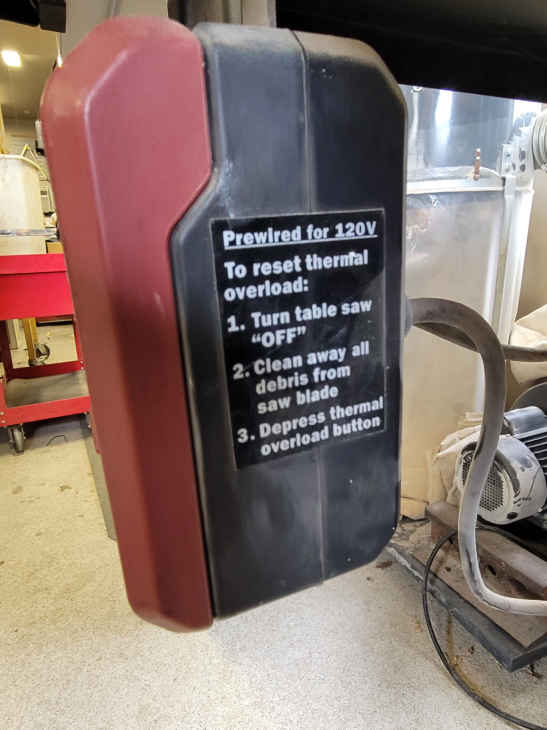 Prewired for 120V
To reset thermal
overload:
1. Turn table saw
"OFF"
2. Clean away all
debris from
saw blade
3. Depress thermal
overload button